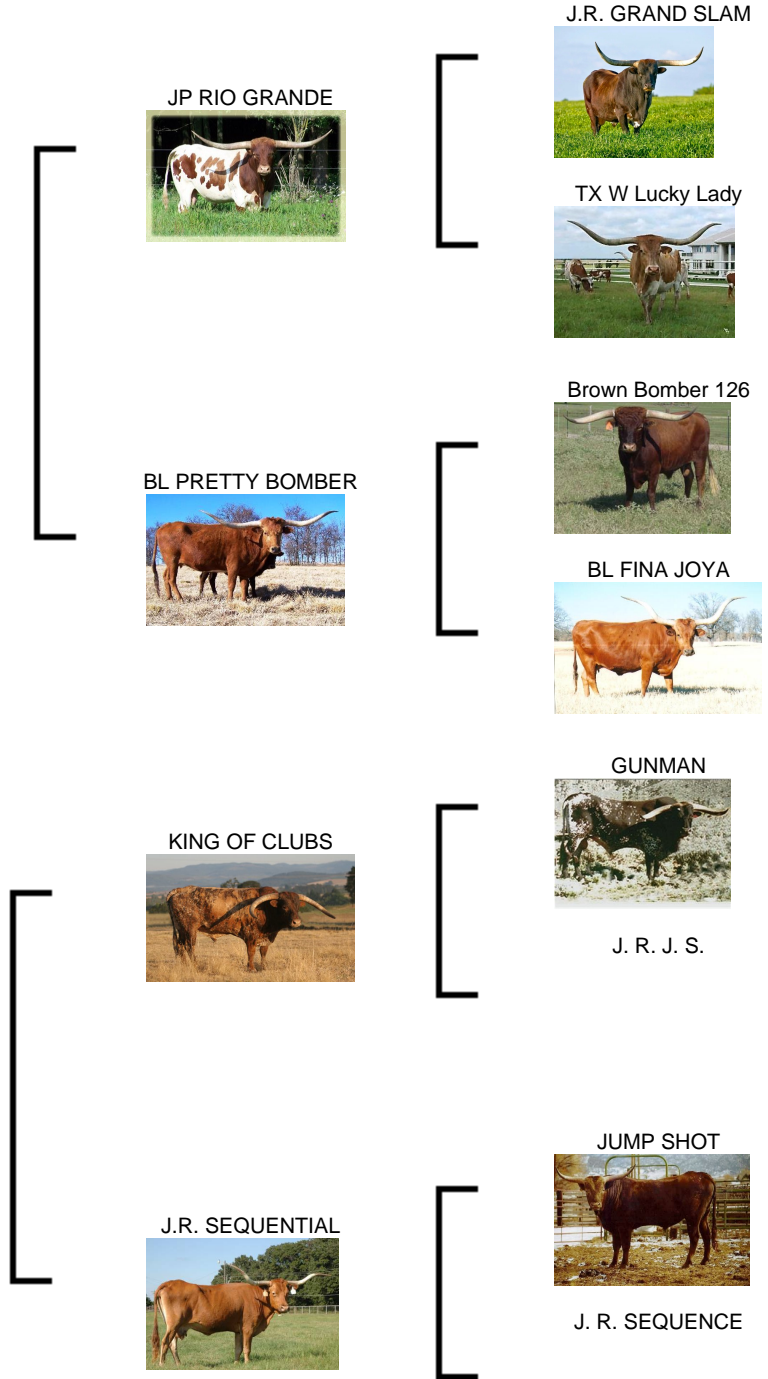 J.R. GRAND SLAM
JP RIO GRANDE
TX W Lucky Lady
Brown Bomber 126
BL PRETTY BOMBER
BL FINA JOYA
GUNMAN
KING OF CLUBS
J. R. J. S.
JUMP SHOT
J.R. SEQUENTIAL
J. R. SEQUENCE